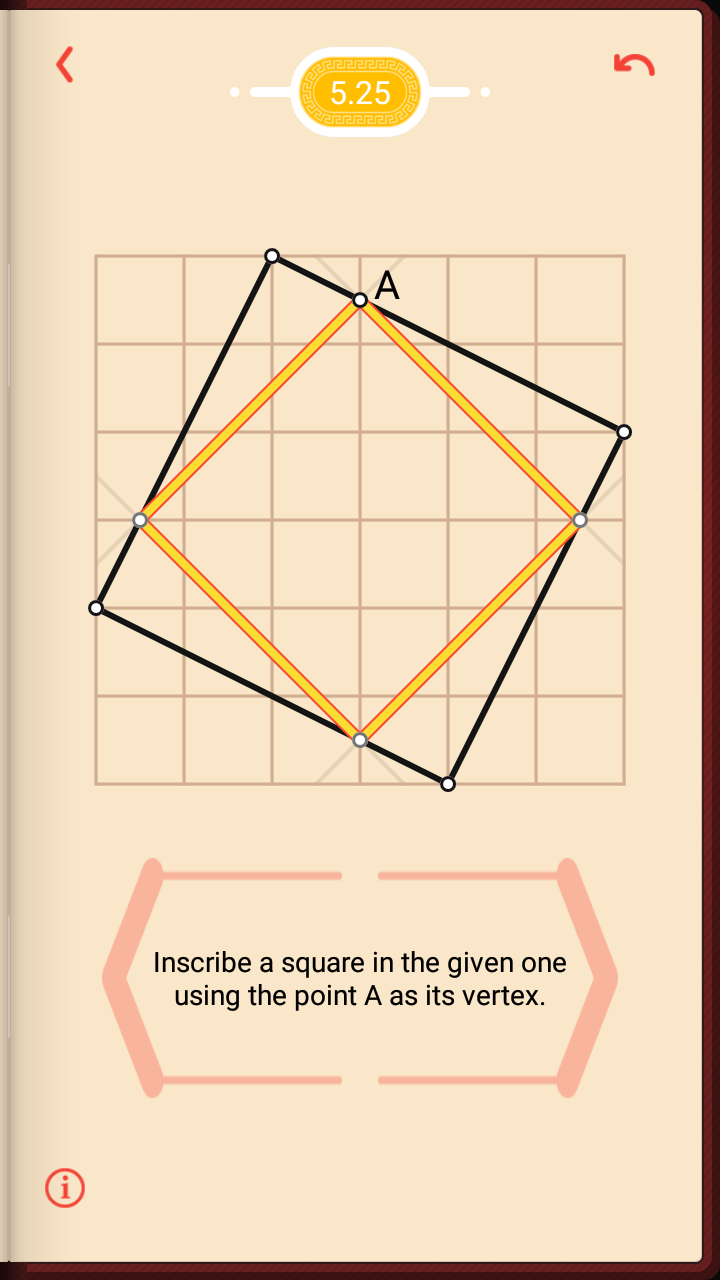 5.25
A
Inscribe a square in the given one
using the point A as its vertex.
i